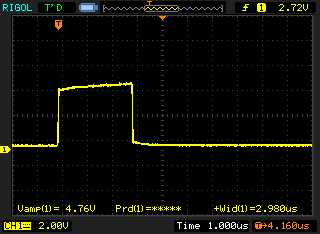 RIGOL T'D T 1 2.72V
T
1
Vamp(1)= 4.76V Prd(1)=***** +Wid(1)=2.980us
CH1 2.00V Time 1.000us T→+4.160us